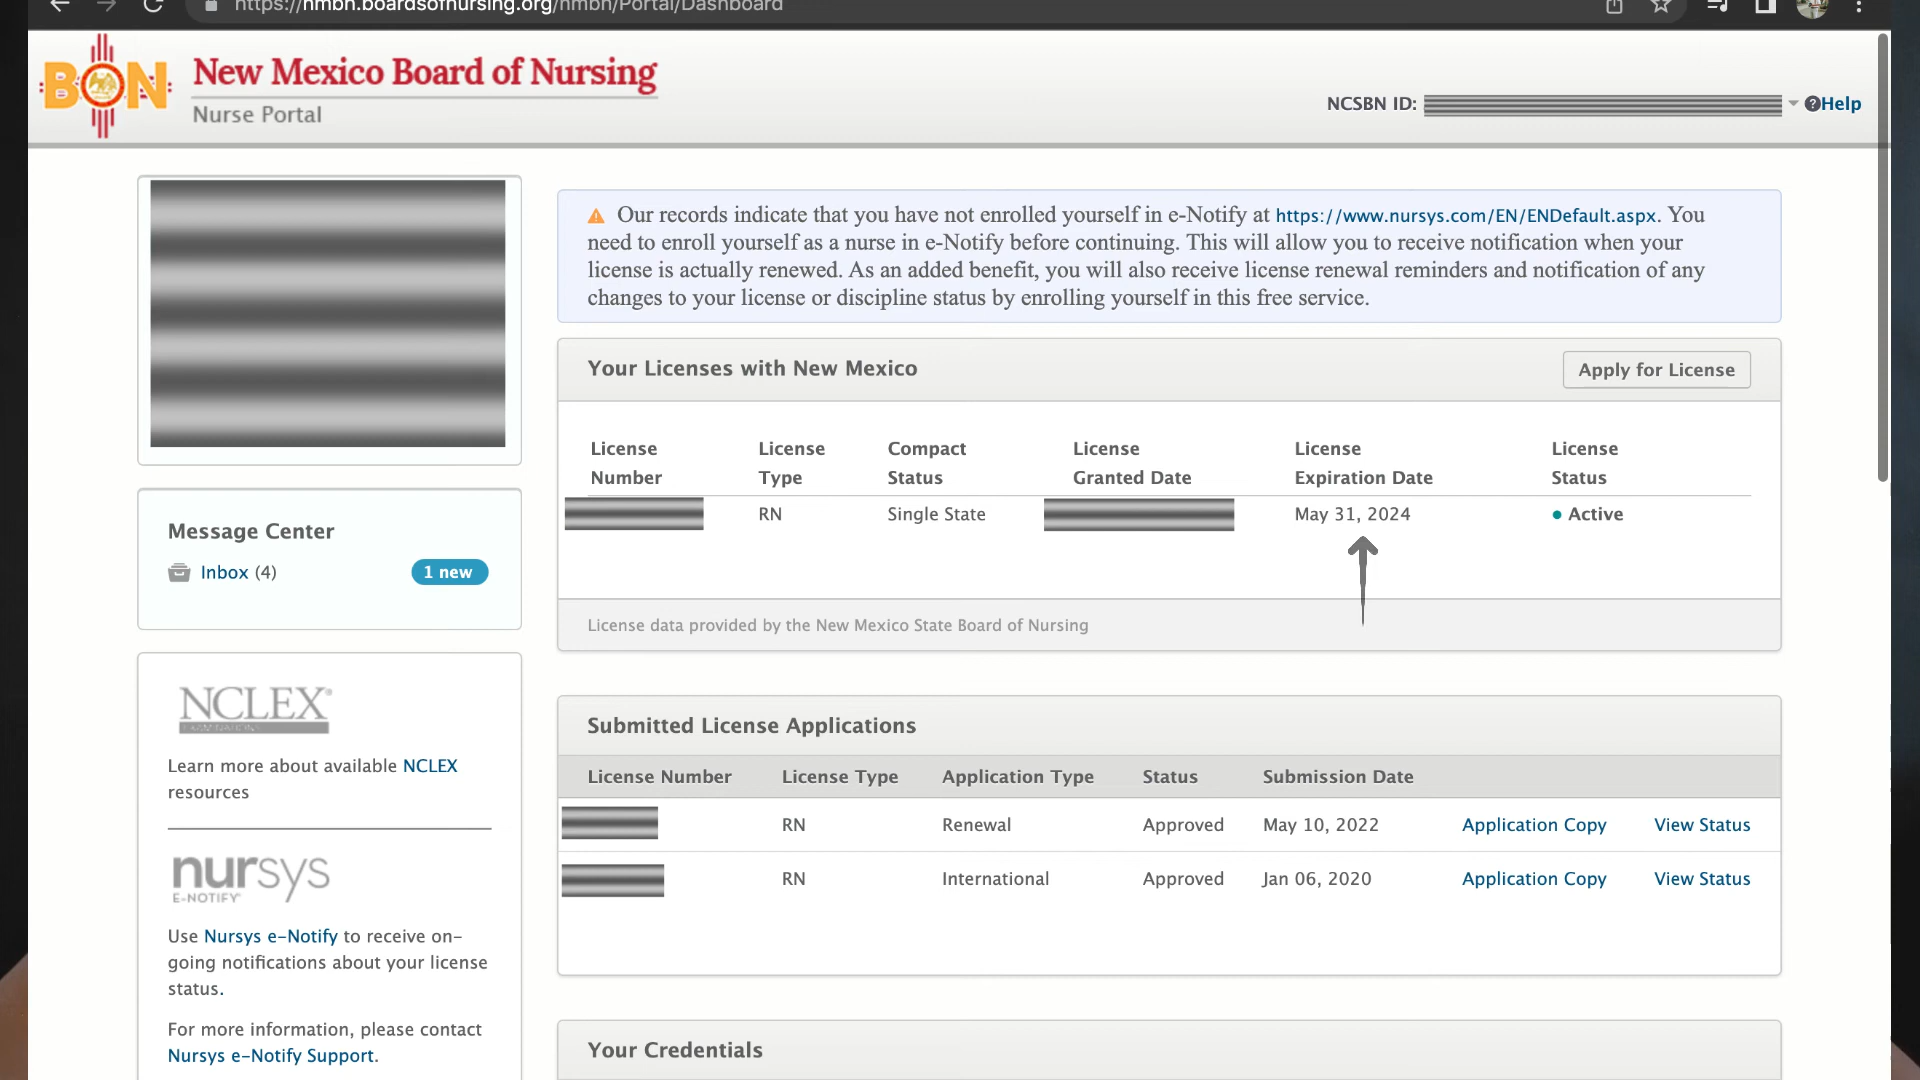 https://nmbn.boardsofnursing.org/nmbn/Portal/Dashboard
BON
New Mexico Board of Nursing
Nurse Portal
NCSBN ID:
Help
Our records indicate that you have not enrolled yourself in e-Notify at https://www.nursys.com/EN/ENDefault.aspx. You
need to enroll yourself as a nurse in e-Notify before continuing. This will allow you to receive notification when your
license is actually renewed. As an added benefit, you will also receive license renewal reminders and notification of any
changes to your license or discipline status by enrolling yourself in this free service.
Your Licenses with New Mexico
Apply for License
License Number License Type Compact Status License Granted Date License Expiration Date License Status
RN Single State May 31, 2024 Active
License data provided by the New Mexico State Board of Nursing
Message Center
Inbox (4) 1 new
NCLEX®
EXAMINATIONS
Learn more about available NCLEX
resources
nursys
E-NOTIFY®
Use Nursys e-Notify to receive on-
going notifications about your license
status.
For more information, please contact
Nursys e-Notify Support.
Submitted License Applications
License Number License Type Application Type Status Submission Date
RN Renewal Approved May 10, 2022 Application Copy View Status
RN International Approved Jan 06, 2020 Application Copy View Status
Your Credentials